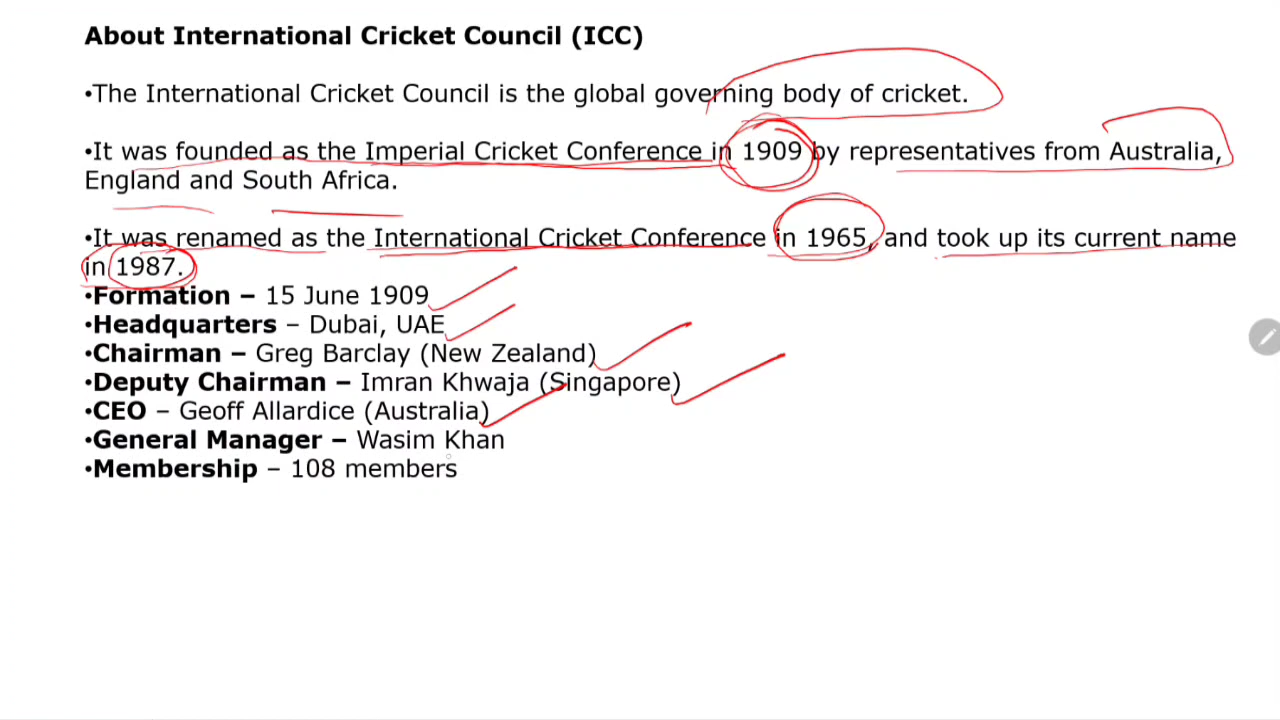 About International Cricket Council (ICC)
•The International Cricket Council is the global governing body of cricket.
•It was founded as the Imperial Cricket Conference in 1909 by representatives from Australia,
England and South Africa.
•It was renamed as the International Cricket Conference in 1965, and took up its current name
in 1987.
•Formation – 15 June 1909
•Headquarters – Dubai, UAE
•Chairman – Greg Barclay (New Zealand)
•Deputy Chairman – Imran Khwaja (Singapore)
•CEO – Geoff Allardice (Australia)
•General Manager – Wasim Khan
•Membership – 108 members